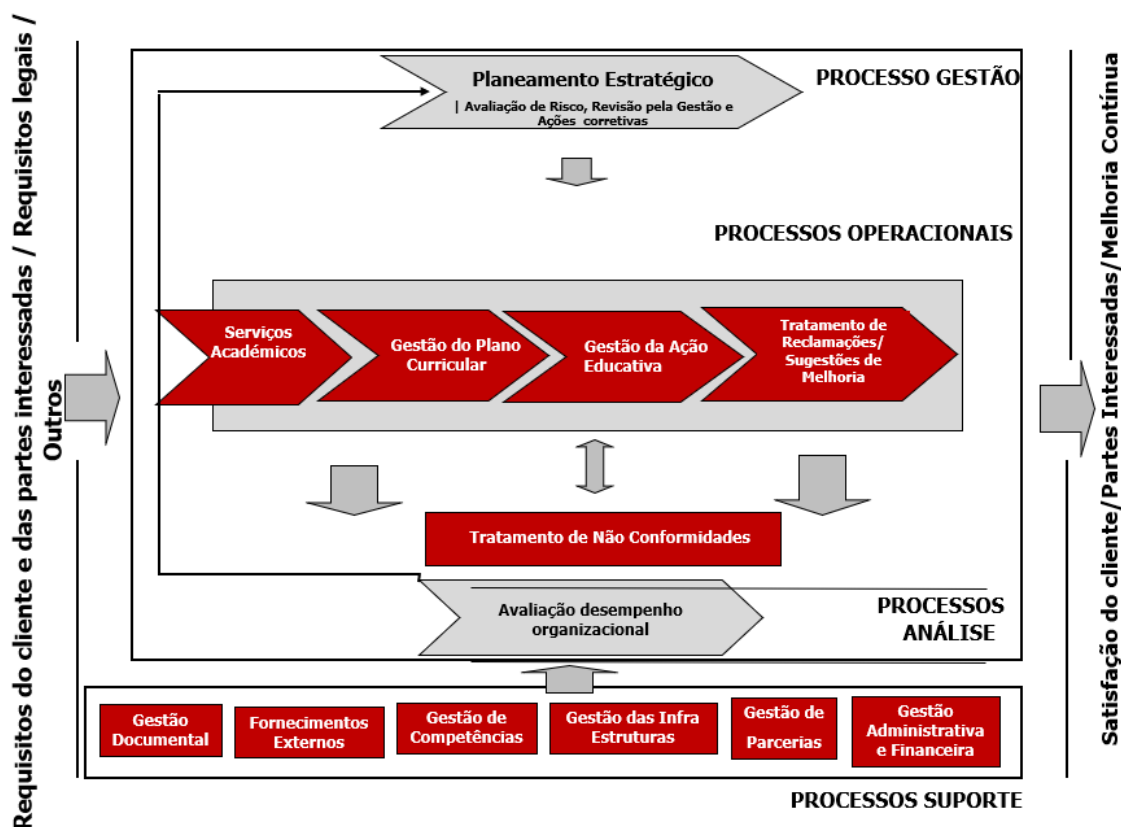 Requisitos do cliente e das partes interessadas / Requisitos legais /
Outros
Planeamento Estratégico
| Avaliação de Risco, Revisão pela Gestão e
Ações corretivas
PROCESSO GESTÃO
PROCESSOS OPERACIONAIS
Serviços
Académicos
Gestão do Plano
Curricular
Gestão da Ação
Educativa
Tratamento de
Reclamações/
Sugestões de
Melhoria
Tratamento de Não Conformidades
Avaliação desempenho
organizacional
PROCESSOS
ANÁLISE
Gestão
Documental
Fornecimentos
Externos
Gestão de
Competências
Gestão das Infra
Estruturas
Gestão de
Parcerias
Gestão
Administrativa
e Financeira
PROCESSOS SUPORTE
Satisfação do cliente/Partes Interessadas/Melhoria Contínua